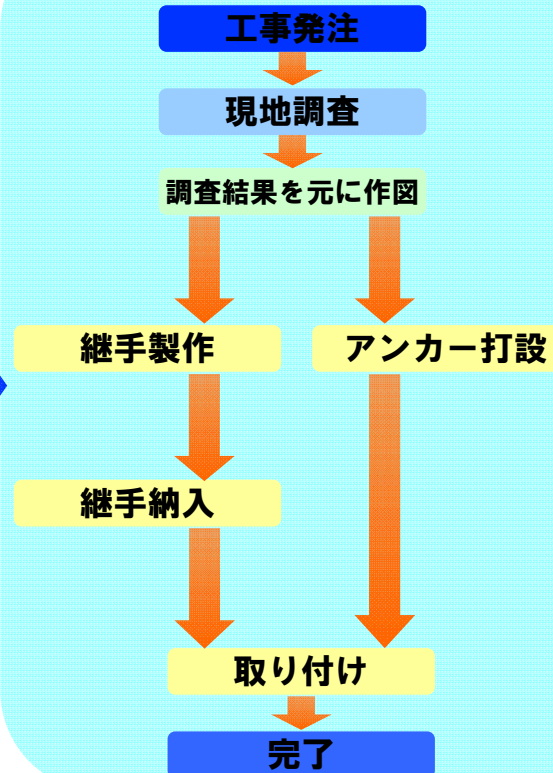 工事発注
現地調査
調査結果を元に作図
継手製作
アンカー打設
継手納入
取り付け
完了